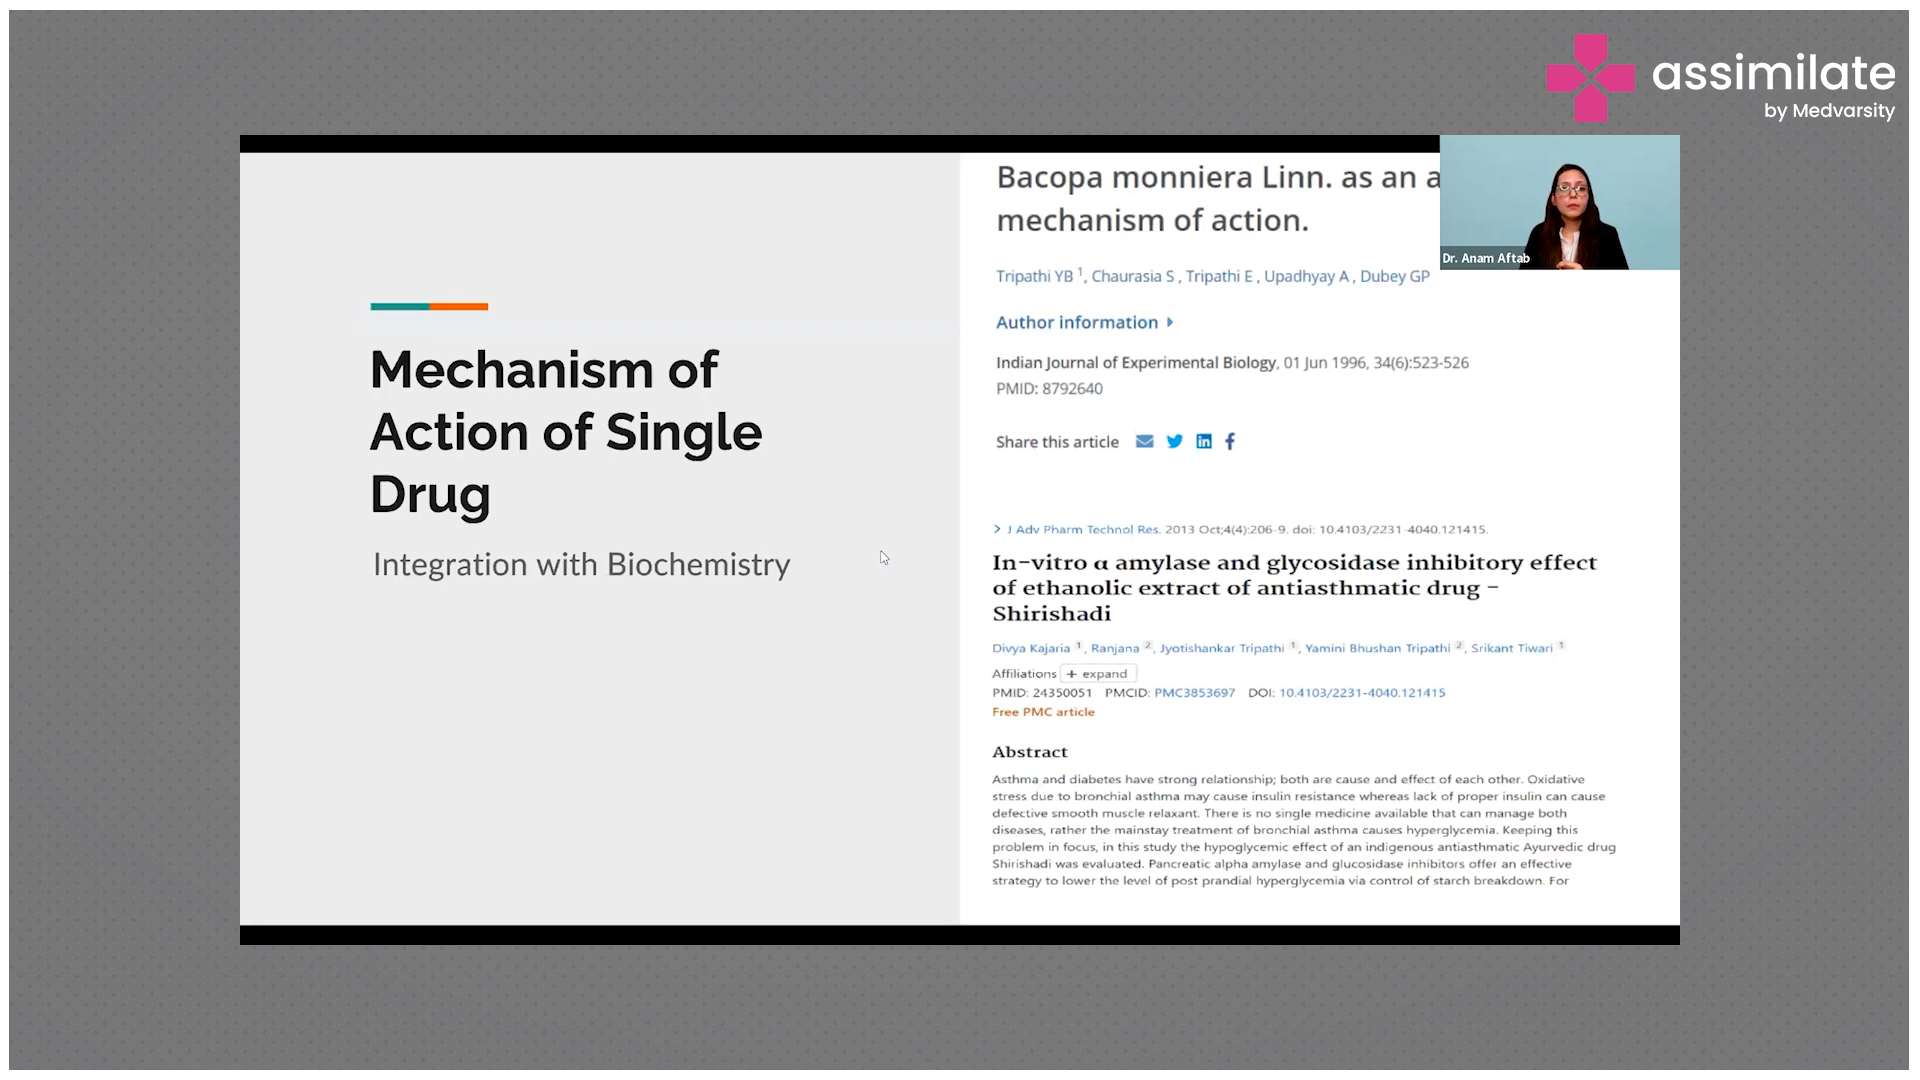 assimilate
by Medvarsity
Dr. Anam Aftab
Mechanism of
Action of Single
Drug
Integration with Biochemistry
Bacopa monniera Linn. as an a
mechanism of action.
Tripathi YB 1, Chaurasia S , Tripathi E , Upadhyay A , Dubey GP
Author information
Indian Journal of Experimental Biology, 01 Jun 1996, 34(6):523-526
PMID: 8792640
Share this article
> J Adv Pharm Technol Res. 2013 Oct;4(4):206-9. doi: 10.4103/2231-4040.121415.
In-vitro α amylase and glycosidase inhibitory effect
of ethanolic extract of antiasthmatic drug -
Shirishadi
Divya Kajaria 1, Ranjana 2, Jyotishankar Tripathi 1, Yamini Bhushan Tripathi 2, Srikant Tiwari 1
Affiliations + expand
PMID: 24350051 PMCID: PMC3853697 DOI: 10.4103/2231-4040.121415
Free PMC article
Abstract
Asthma and diabetes have strong relationship; both are cause and effect of each other. Oxidative
stress due to bronchial asthma may cause insulin resistance whereas lack of proper insulin can cause
defective smooth muscle relaxant. There is no single medicine available that can manage both
diseases, rather the mainstay treatment of bronchial asthma causes hyperglycemia. Keeping this
problem in focus, in this study the hypoglycemic effect of an indigenous antiasthmatic Ayurvedic drug
Shirishadi was evaluated. Pancreatic alpha amylase and glucosidase inhibitors offer an effective
strategy to lower the level of post prandial hyperglycemia via control of starch breakdown. For